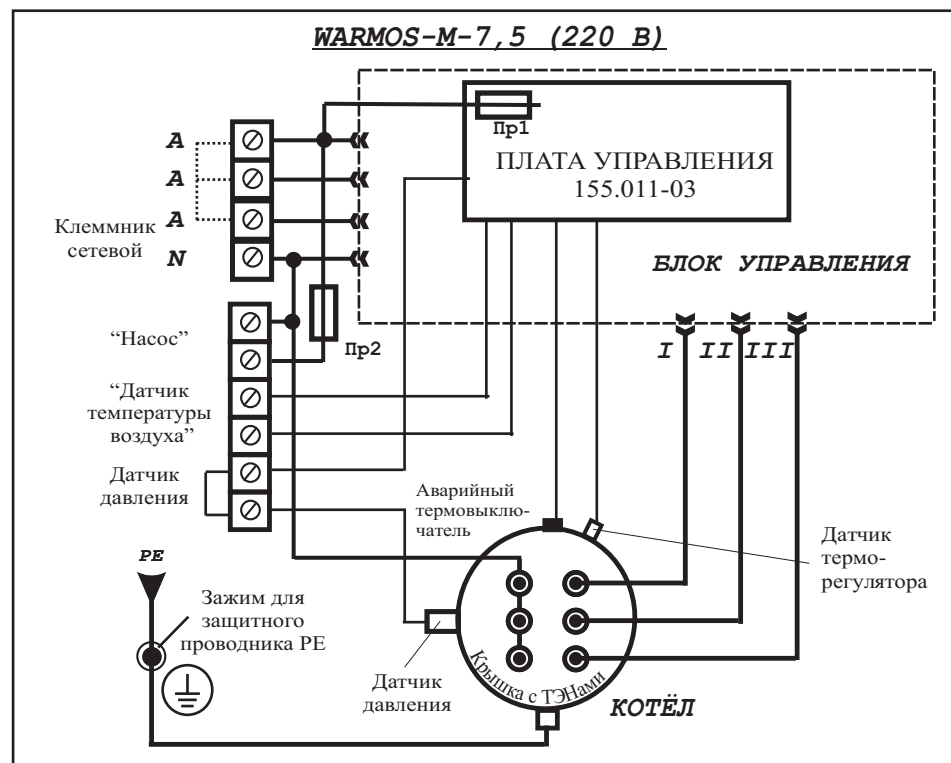 WARMOS-M-7,5 (220 В)
Пр1
ПЛАТА УПРАВЛЕНИЯ
155.011-03
А
А
А
N
Клеммник
сетевой
БЛОК УПРАВЛЕНИЯ
“Насос”
Пр2
I II III
“Датчик
температуры
воздуха”
Датчик
давления
Аварийный
термовыклю-
чатель
Датчик
термо-
регулятора
PE
Зажим для
защитного
проводника РЕ
Датчик
давления
Крышка с ТЭНами
КОТЁЛ